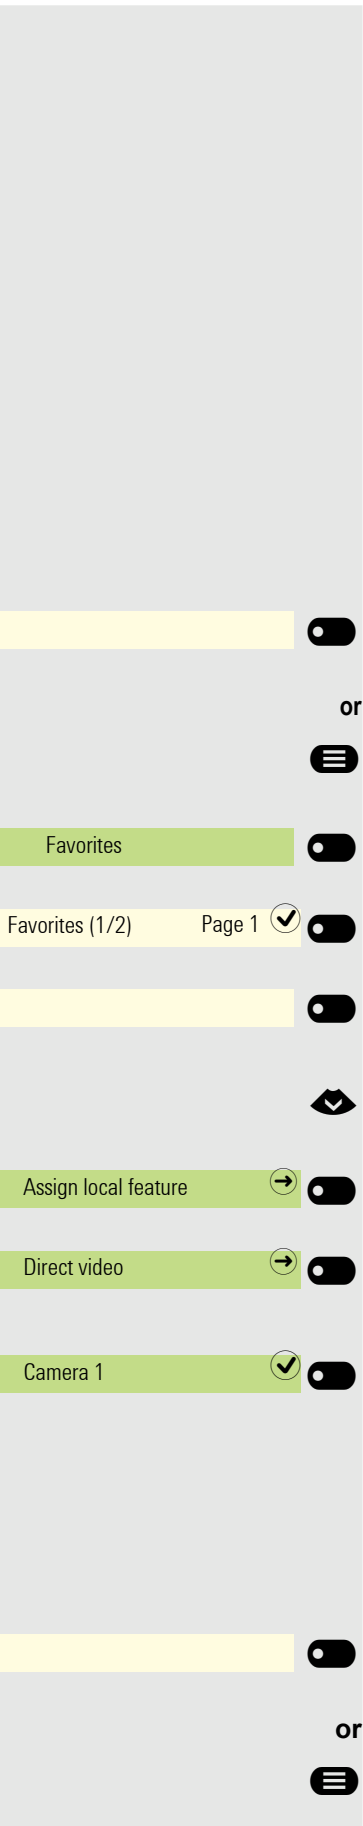 or
Favorites
Favorites (1/2) Page 1
Assign local feature
Direct video
Camera 1
or